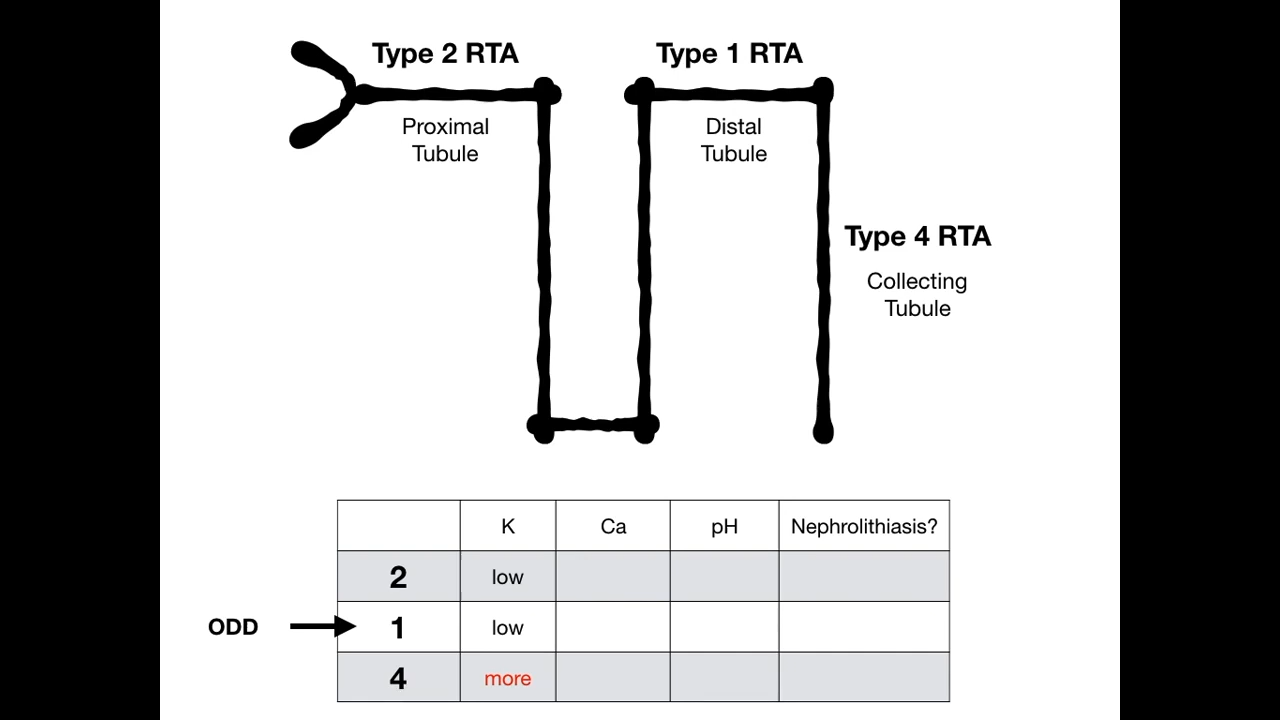 Type 2 RTA
Type 1 RTA
Proximal
Tubule
Distal
Tubule
Type 4 RTA
Collecting
Tubule
K Ca pH Nephrolithiasis?
2 low
ODD 1 low
4 more